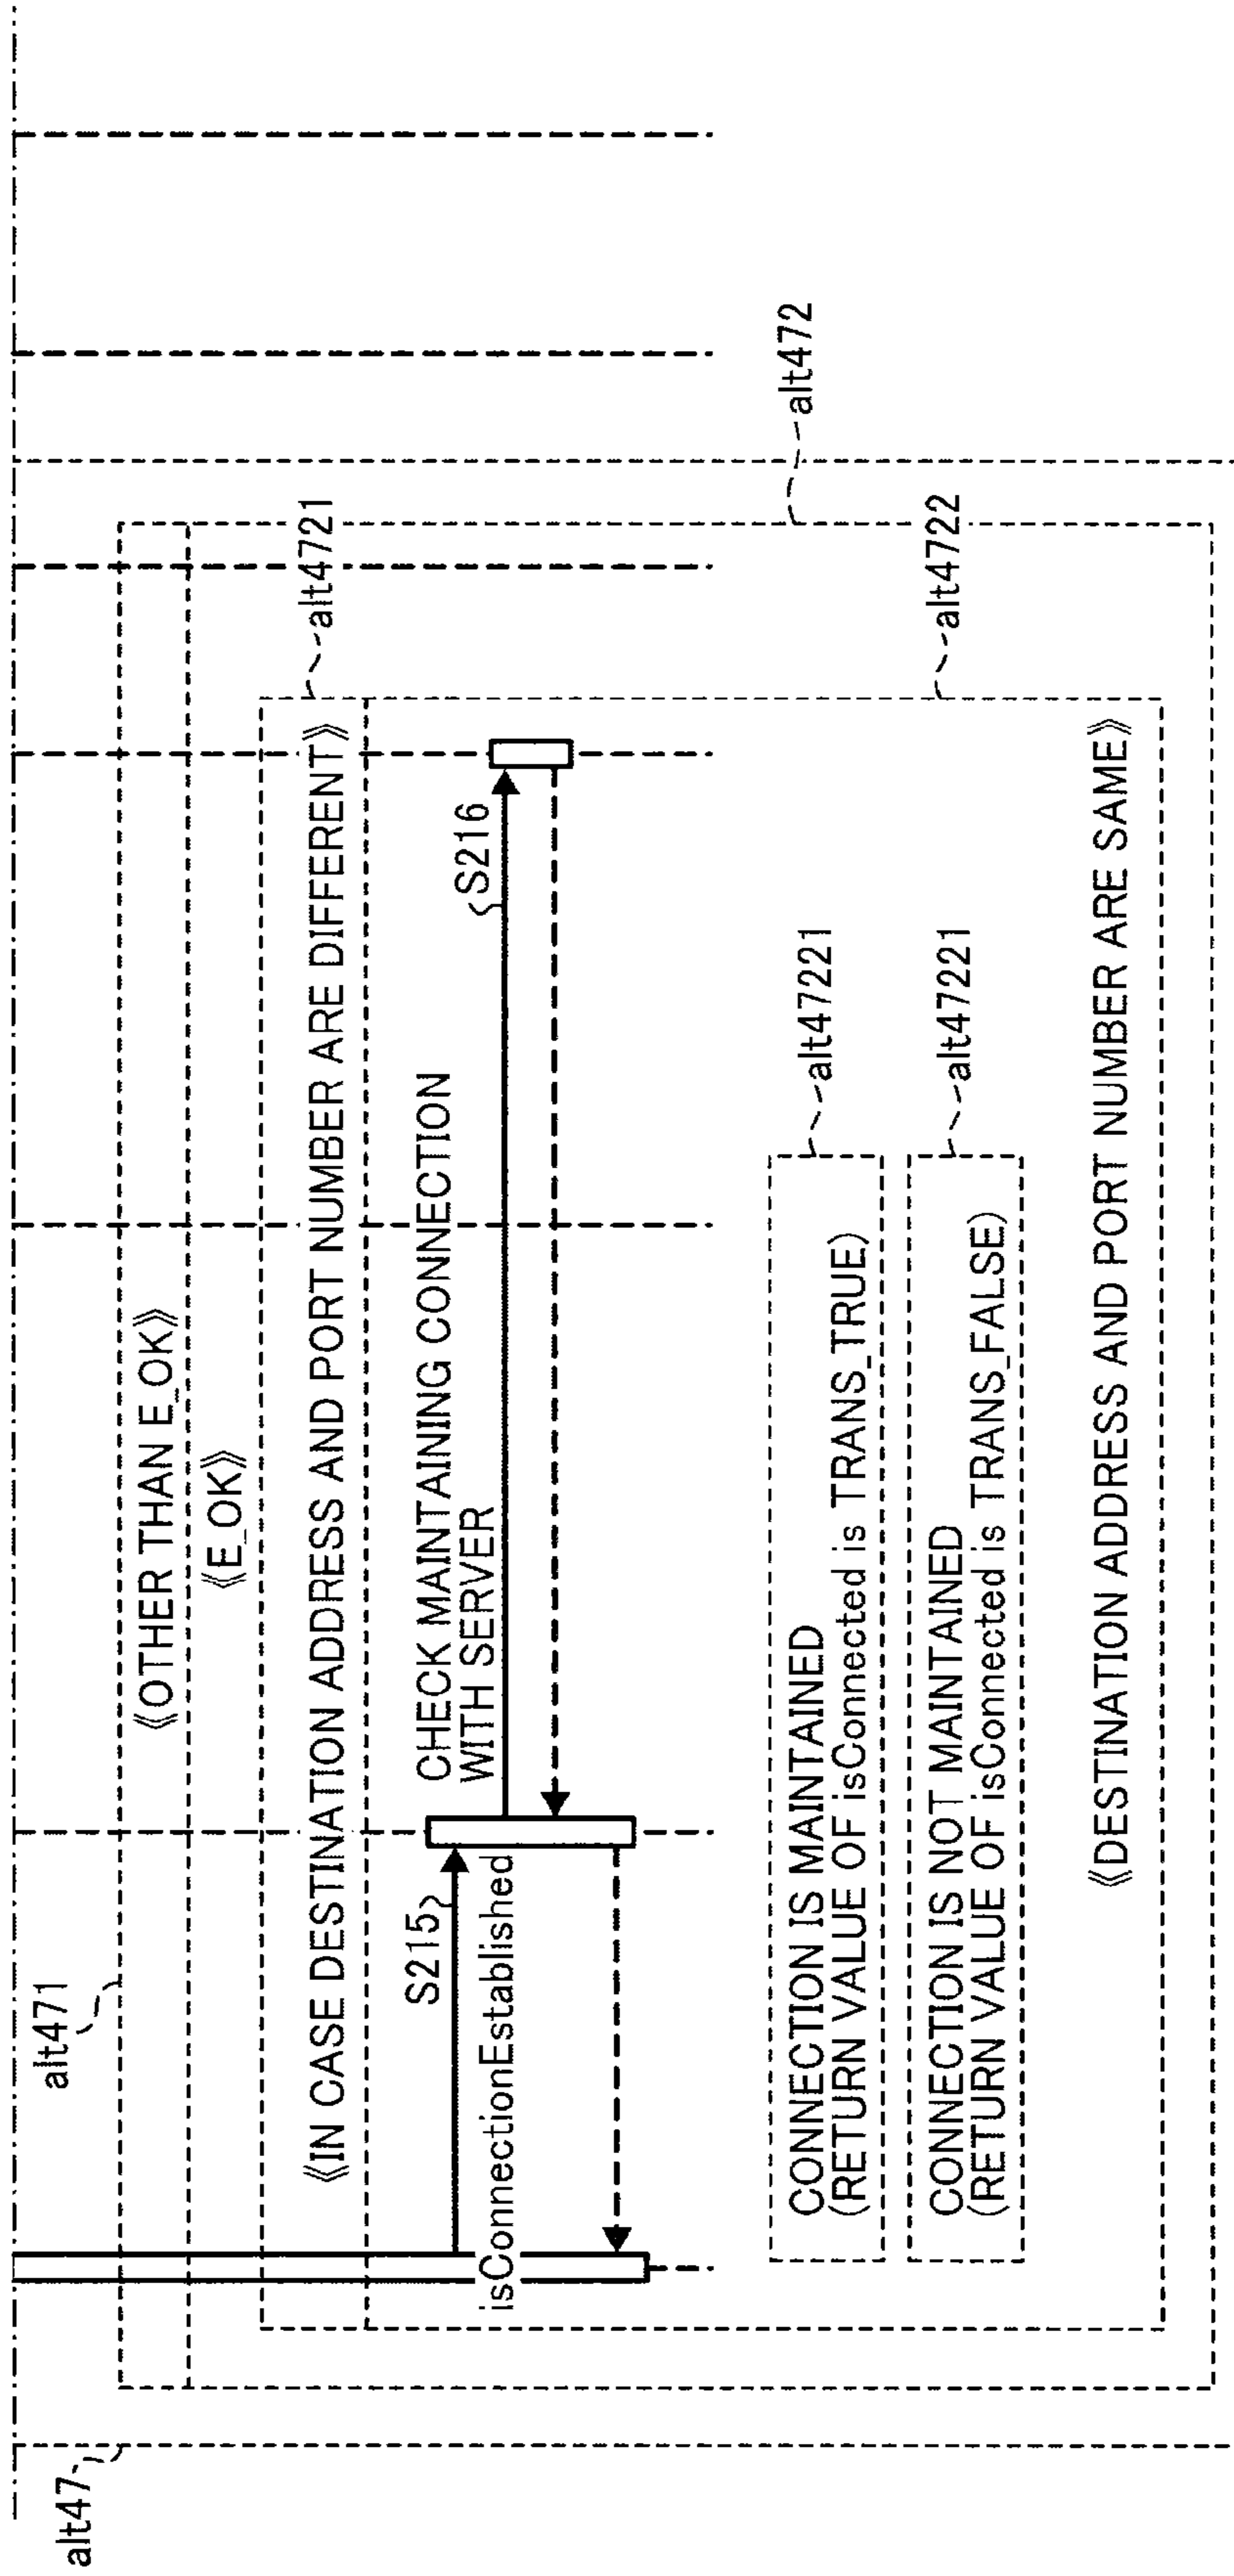 alt47
alt471
《OTHER THAN E_OK》
《E_OK》
alt472
alt4721
《IN CASE DESTINATION ADDRESS AND PORT NUMBER ARE DIFFERENT》
S215
isConnectionEstablished
CHECK MAINTAINING CONNECTION
WITH SERVER
S216
alt4722
CONNECTION IS MAINTAINED
(RETURN VALUE OF isConnected is TRANS_TRUE)
alt47221
CONNECTION IS NOT MAINTAINED
(RETURN VALUE OF isConnected is TRANS_FALSE)
alt47221
《DESTINATION ADDRESS AND PORT NUMBER ARE SAME》